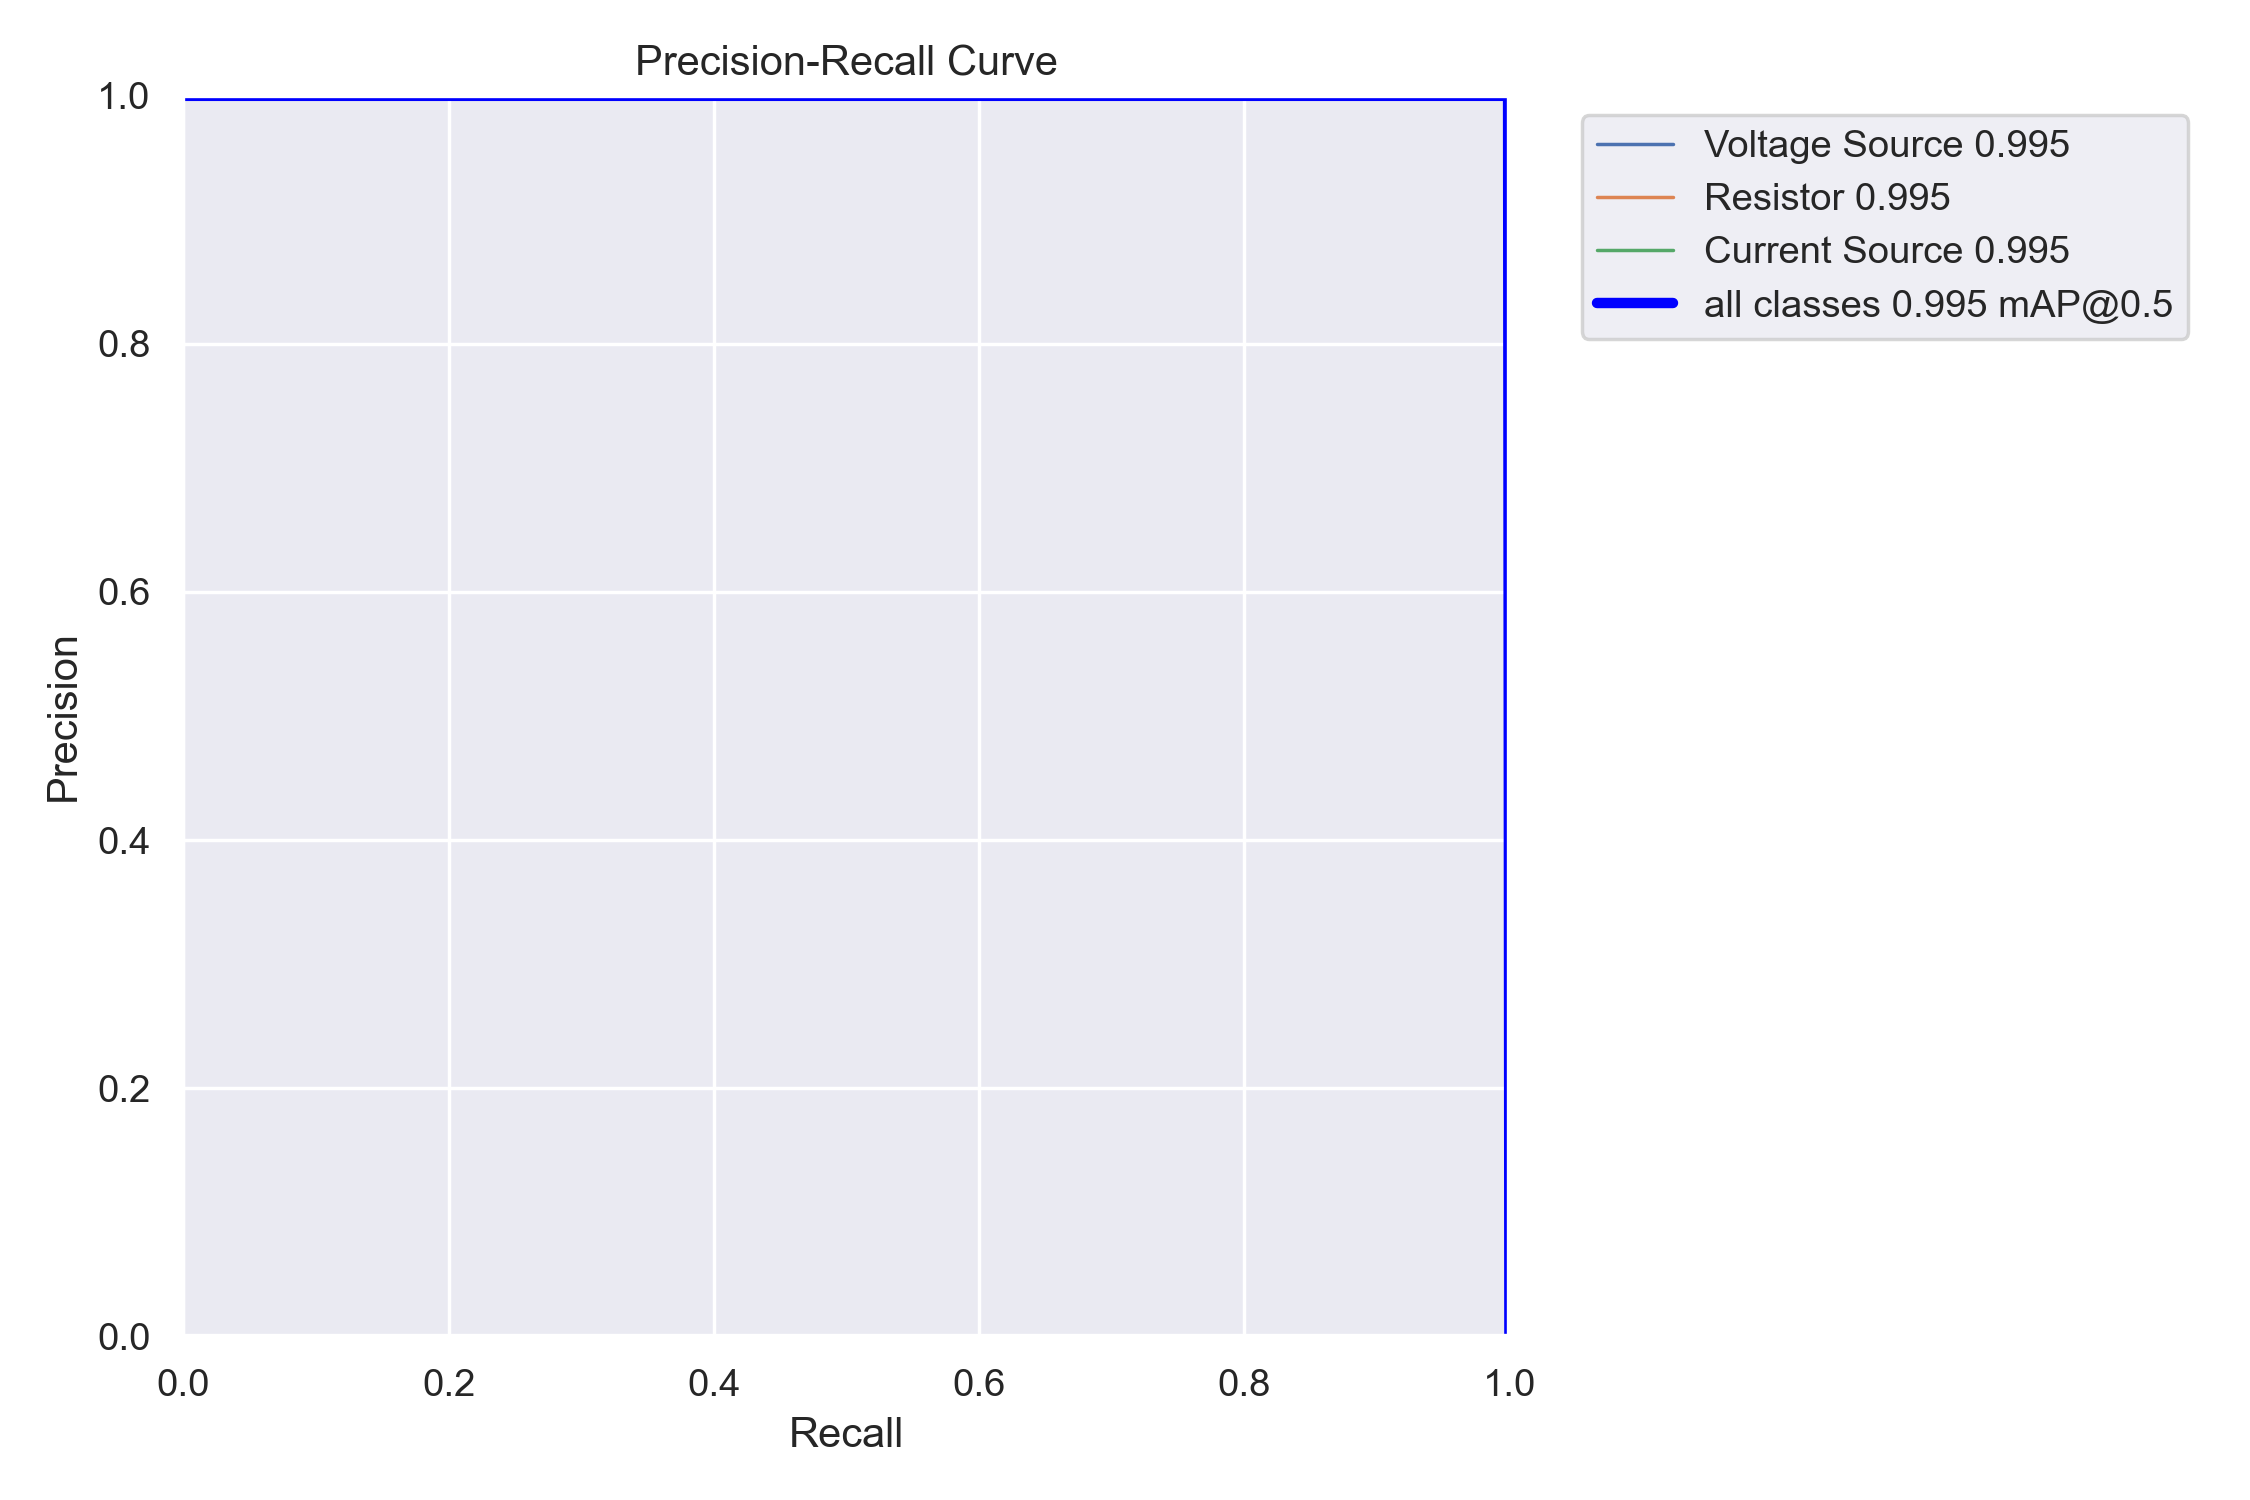 Precision-Recall Curve
1.0
0.8
0.6
0.4
0.2
0.0
Precision
0.0 0.2 0.4 0.6 0.8 1.0
Recall
Voltage Source 0.995
Resistor 0.995
Current Source 0.995
all classes 0.995 mAP@0.5